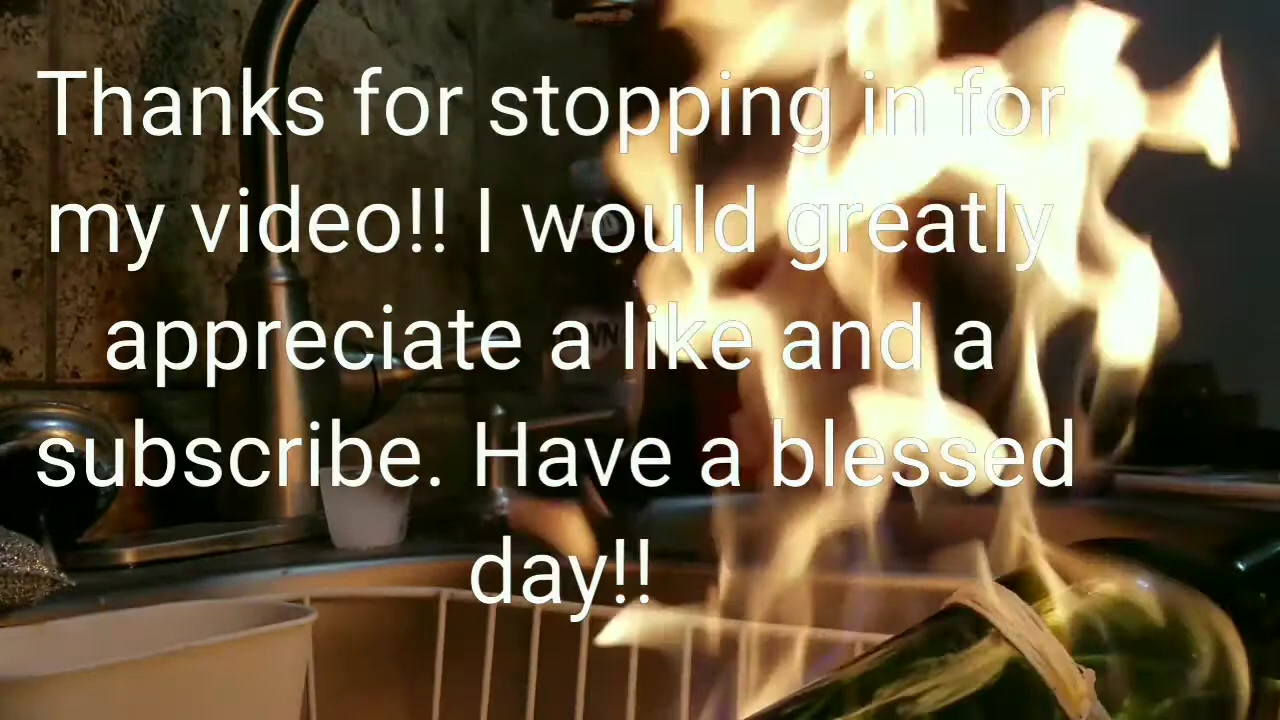 Thanks for stopping in for
my video!! I would greatly
appreciate a like and a
subscribe. Have a blessed
day!!